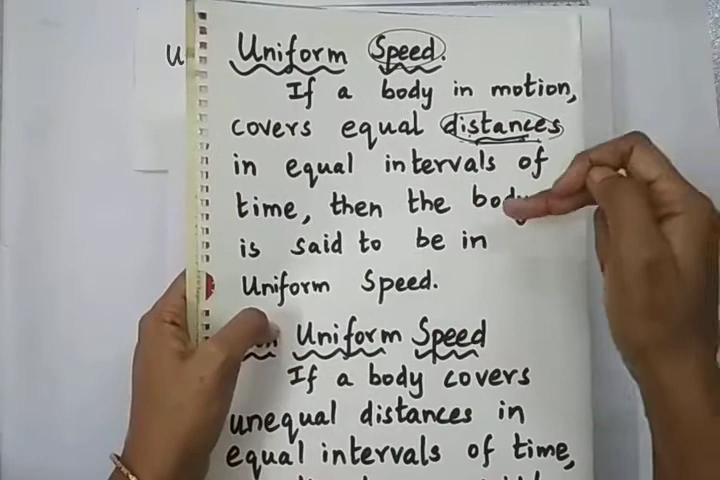 U
Uniform Speed.
If a body in motion,
covers equal distances
in equal intervals of
time, then the body
is said to be in
Uniform Speed.
Uniform Speed
If a body covers
unequal distances in
equal intervals of time,